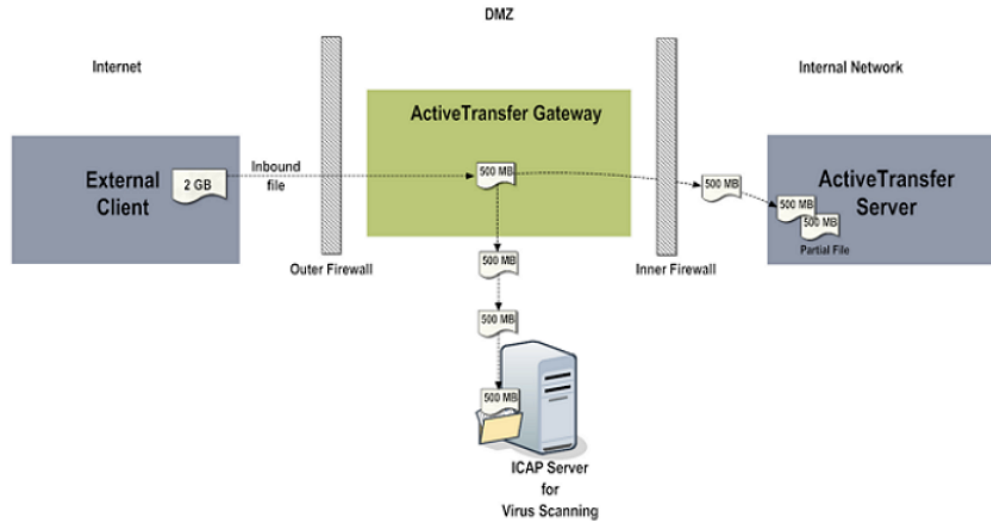 DMZ
Internet
Internal Network
ActiveTransfer Gateway
External
Client
2 GB
Inbound
file
500 MB
500 MB
500 MB
500 MB
ActiveTransfer
Server
Partial File
Outer Firewall
Inner Firewall
500 MB
500 MB
500 MB
ICAP Server
for
Virus Scanning